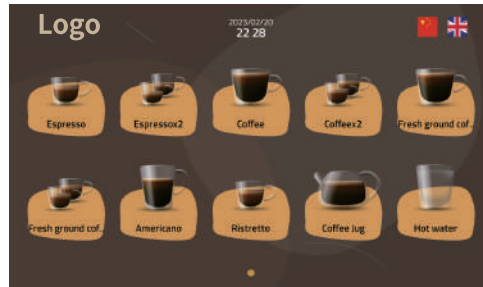 Logo
2023/02/20
22 28
Espresso
Espressox2
Coffee
Coffeex2
Fresh ground cof..
Fresh ground cof..
Americano
Ristretto
Coffee Jug
Hot water